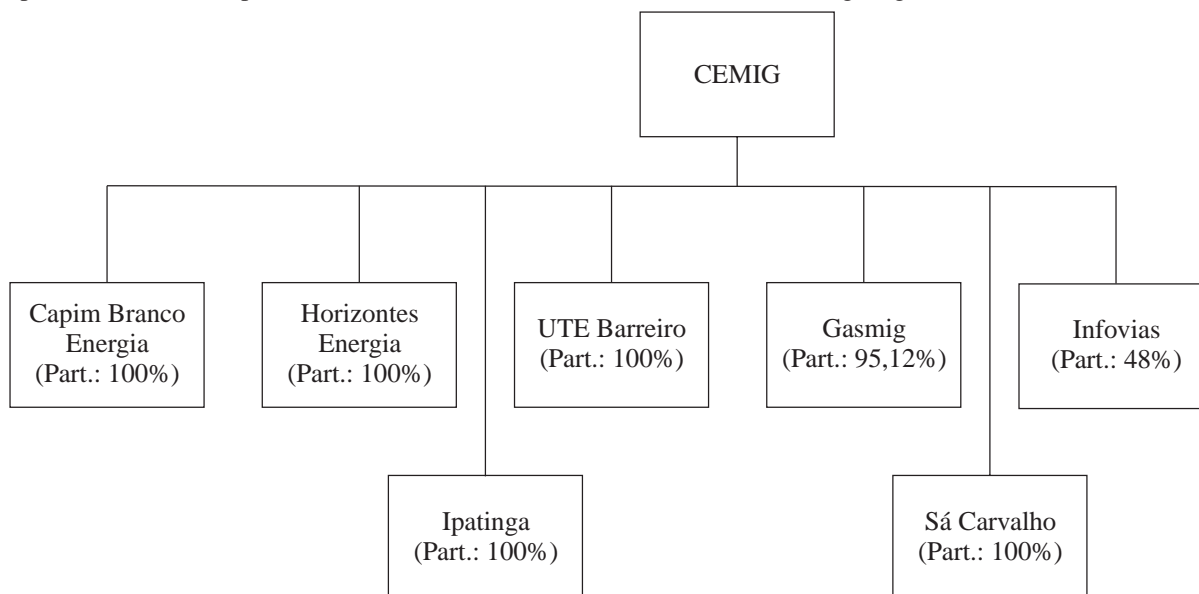 CEMIG
Capim Branco
Energia
(Part.: 100%)
Horizontes
Energia
(Part.: 100%)
UTE Barreiro
(Part.: 100%)
Gasmig
(Part.: 95,12%)
Infovias
(Part.: 48%)
Ipatinga
(Part.: 100%)
Sá Carvalho
(Part.: 100%)